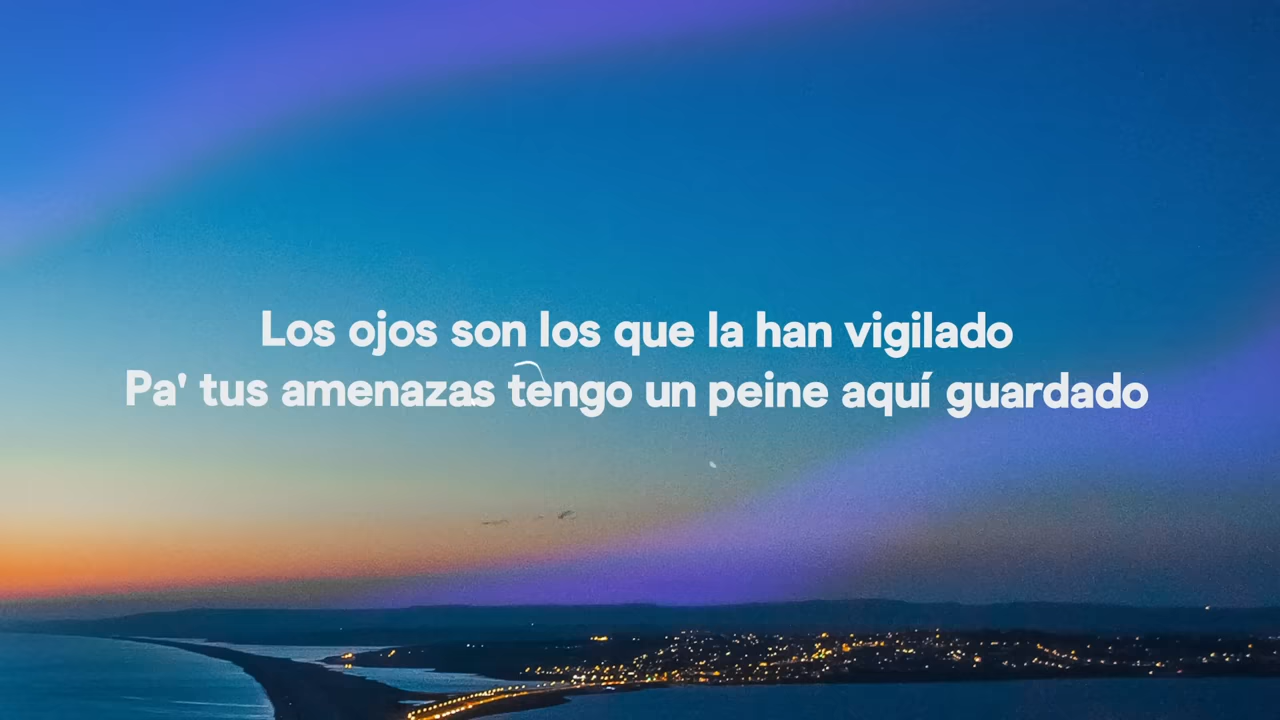 Los ojos son los que la han vigilado
Pa' tus amenazas tengo un peine aquí guardado